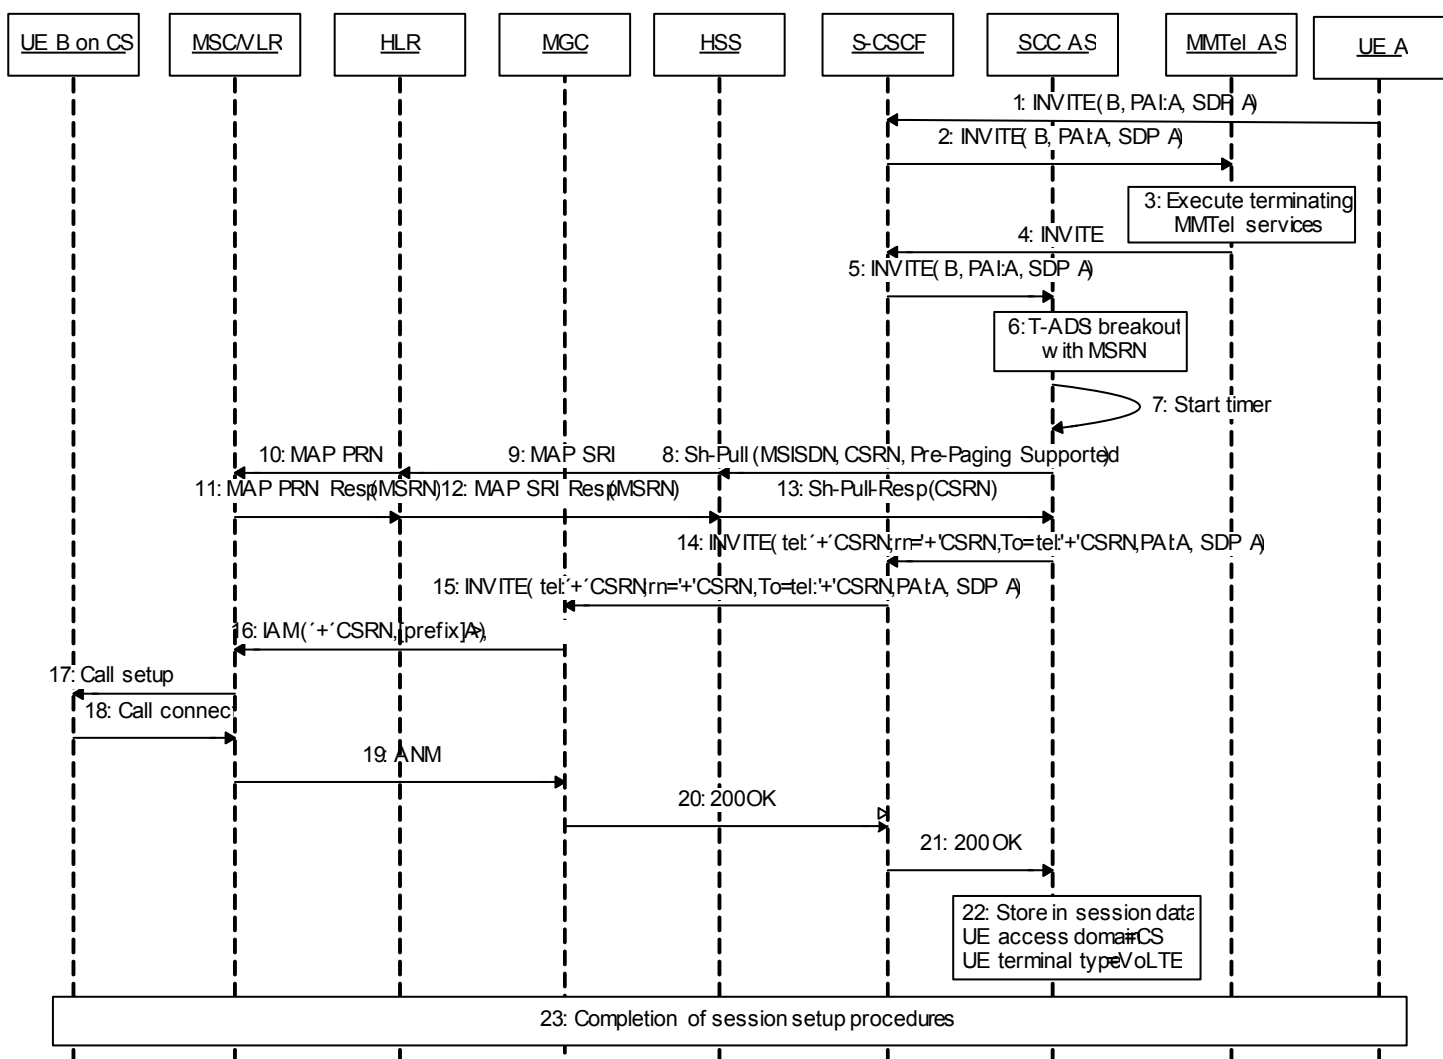 UE B on CS
MSC/VLR
HLR
MGC
HSS
S-CSCF
SCC AS
MMTel AS
UE A
1: INVITE( B, PAI:A, SDP A)
2: INVITE( B, PAI:A, SDP A)
3: Execute terminating
MMTel services
4: INVITE
5: INVITE( B, PAI:A, SDP A)
6: T-ADS breakout
with MSRN
7: Start timer
10: MAP PRN
9: MAP SRI
8: Sh-Pull (MSISDN, CSRN, Pre-Paging Supported)
11: MAP PRN Resp(MSRN)
12: MAP SRI Resp(MSRN)
13: Sh-Pull-Resp(CSRN)
14: INVITE( tel:´+´CSRN;rn='+'CSRN,To=tel:'+'CSRN,PAI:A, SDP A)
15: INVITE( tel:´+´CSRN;rn='+'CSRN,To=tel:'+'CSRN,PAI:A, SDP A)
16: IAM(´+´CSRN,[prefix]A>),
17: Call setup
18: Call connect
19: ANM
20: 200 OK
21: 200 OK
22: Store in session data
UE access domain=CS
UE terminal type=VoLTE
23: Completion of session setup procedures